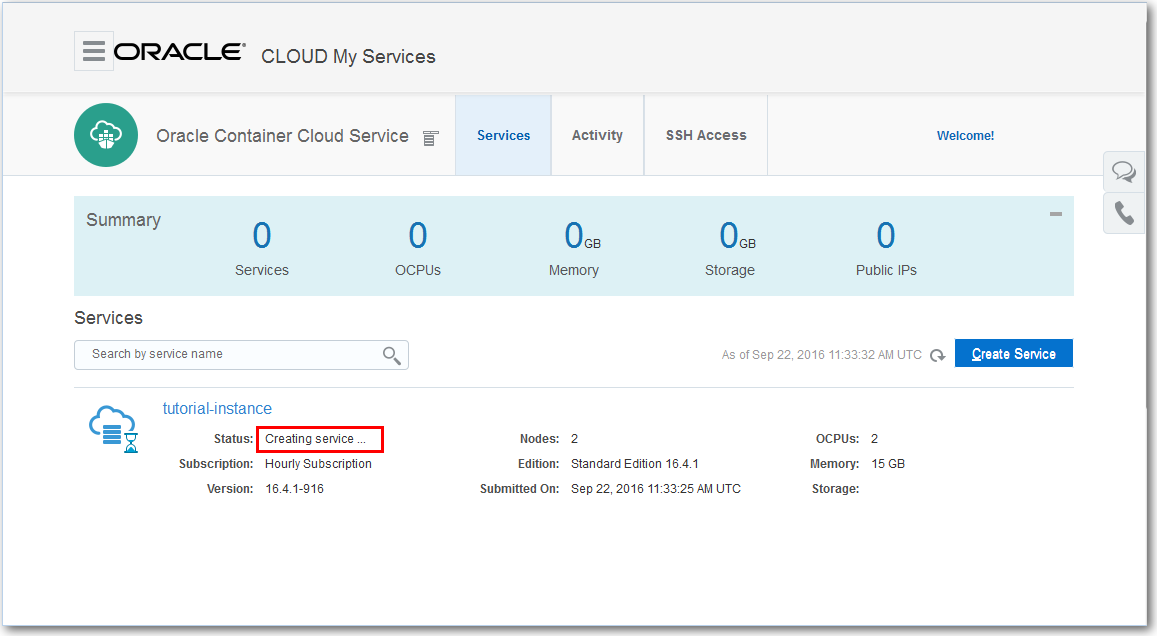 ORACLE® CLOUD My Services
Oracle Container Cloud Service Services Activity SSH Access Welcome!
Summary
0 0 0 GB 0 GB 0
Services OCPUs Memory Storage Public IPs
Services
Search by service name As of Sep 22, 2016 11:33:32 AM UTC Create Service
tutorial-instance
Status: Creating service ... Nodes: 2 OCPUs: 2
Subscription: Hourly Subscription Edition: Standard Edition 16.4.1 Memory: 15 GB
Version: 16.4.1-916 Submitted On: Sep 22, 2016 11:33:25 AM UTC Storage: